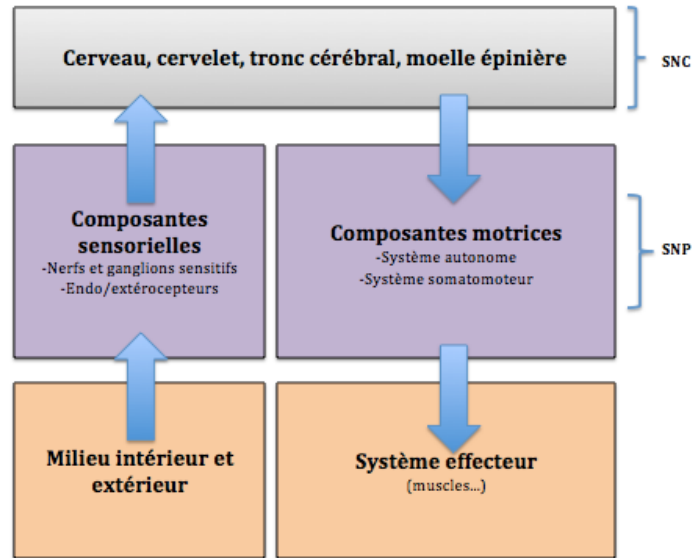 Cerveau, cervelet, tronc cérébral, moelle épinière
SNC
Composantes
sensorielles
-Nerfs et ganglions sensitifs
-Endo/extérocepteurs
Composantes motrices
-Système autonome
-Système somatomoteur
SNP
Milieu intérieur et
extérieur
Système effecteur
(muscles...)